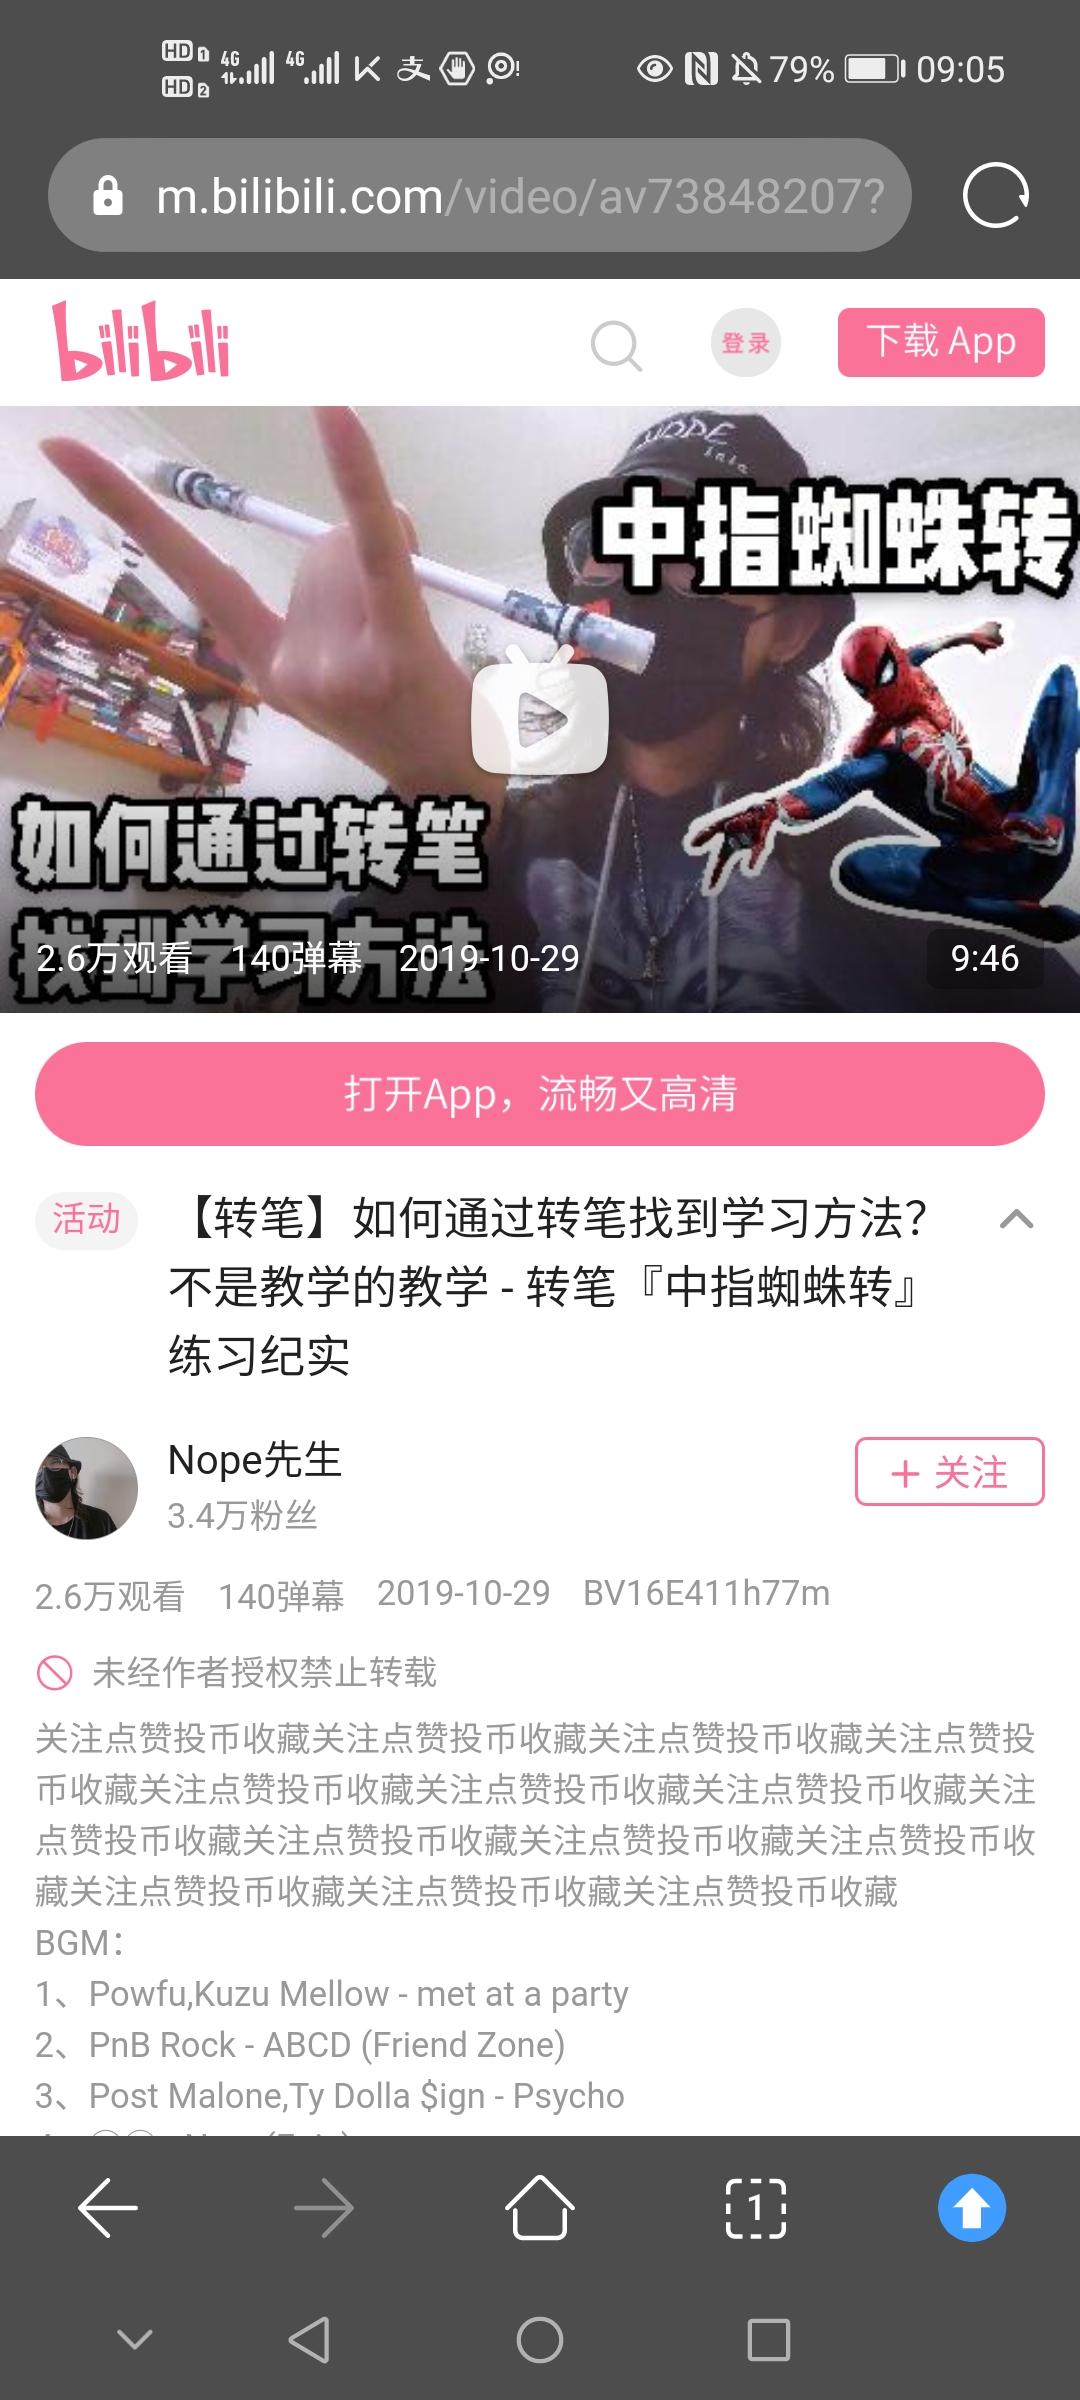 HD 1 4G 4G 79% 09:05
HD 2
m.bilibili.com/video/av73848207?
bilibili 登录 下载 App
中指蜘蛛转
如何通过转笔
找到学习方法
2.6万观看 140弹幕 2019-10-29 9:46
打开App，流畅又高清
活动 【转笔】如何通过转笔找到学习方法？
不是教学的教学 - 转笔『中指蜘蛛转』
练习纪实
Nope先生
3.4万粉丝
+ 关注
2.6万观看 140弹幕 2019-10-29 BV16E411h77m
未经作者授权禁止转载
关注点赞投币收藏关注点赞投币收藏关注点赞投币收藏关注点赞投
币收藏关注点赞投币收藏关注点赞投币收藏关注点赞投币收藏关注
点赞投币收藏关注点赞投币收藏关注点赞投币收藏关注点赞投币收
藏关注点赞投币收藏关注点赞投币收藏关注点赞投币收藏
BGM：
1、Powfu,Kuzu Mellow - met at a party
2、PnB Rock - ABCD (Friend Zone)
3、Post Malone,Ty Dolla $ign - Psycho
1